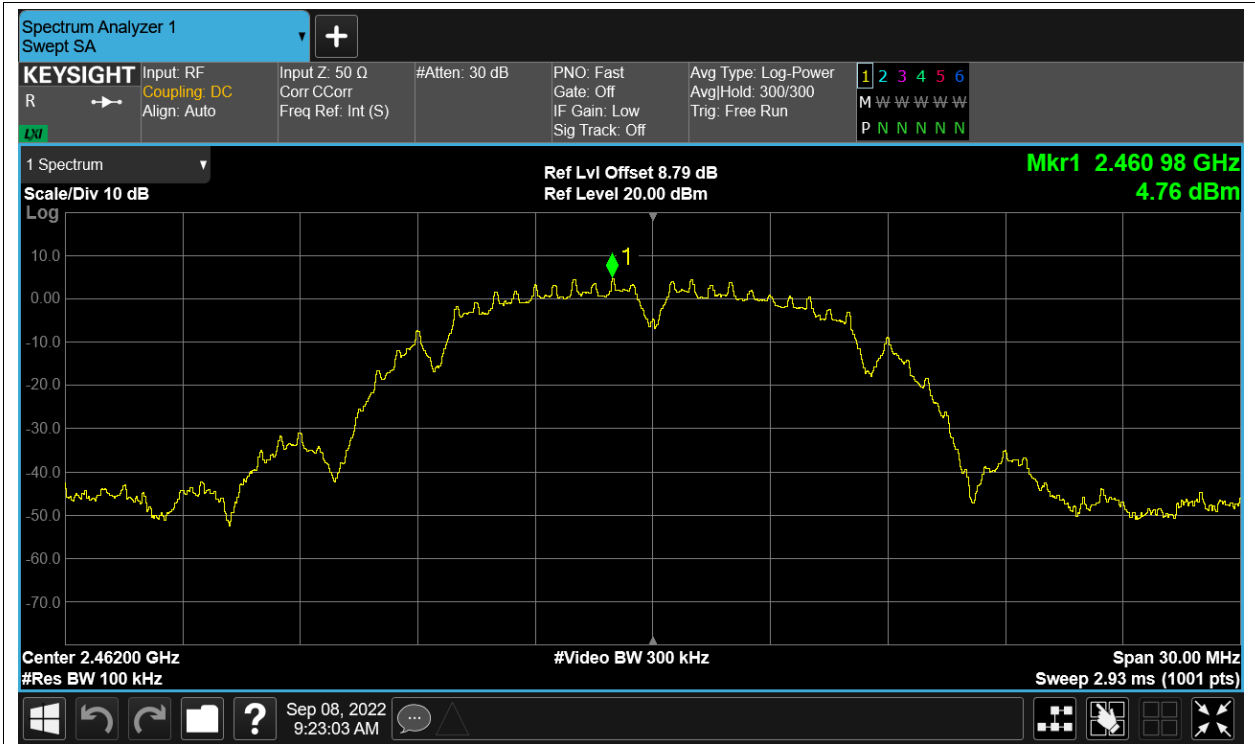 Spectrum Analyzer 1
Swept SA
+
KEYSIGHT
R
LXI
Input: RF
Coupling: DC
Align: Auto
Input Z: 50 Ω
Corr CCorr
Freq Ref: Int (S)
#Atten: 30 dB
PNO: Fast
Gate: Off
IF Gain: Low
Sig Track: Off
Avg Type: Log-Power
Avg|Hold: 300/300
Trig: Free Run
1 2 3 4 5 6
M W W W W W
P N N N N N
1 Spectrum
Scale/Div 10 dB
Log
Ref Lvl Offset 8.79 dB
Ref Level 20.00 dBm
Mkr1 2.460 98 GHz
4.76 dBm
1
10.0
0.00
-10.0
-20.0
-30.0
-40.0
-50.0
-60.0
-70.0
Center 2.46200 GHz
#Video BW 300 kHz
Span 30.00 MHz
#Res BW 100 kHz
Sweep 2.93 ms (1001 pts)
?
Sep 08, 2022
9:23:03 AM